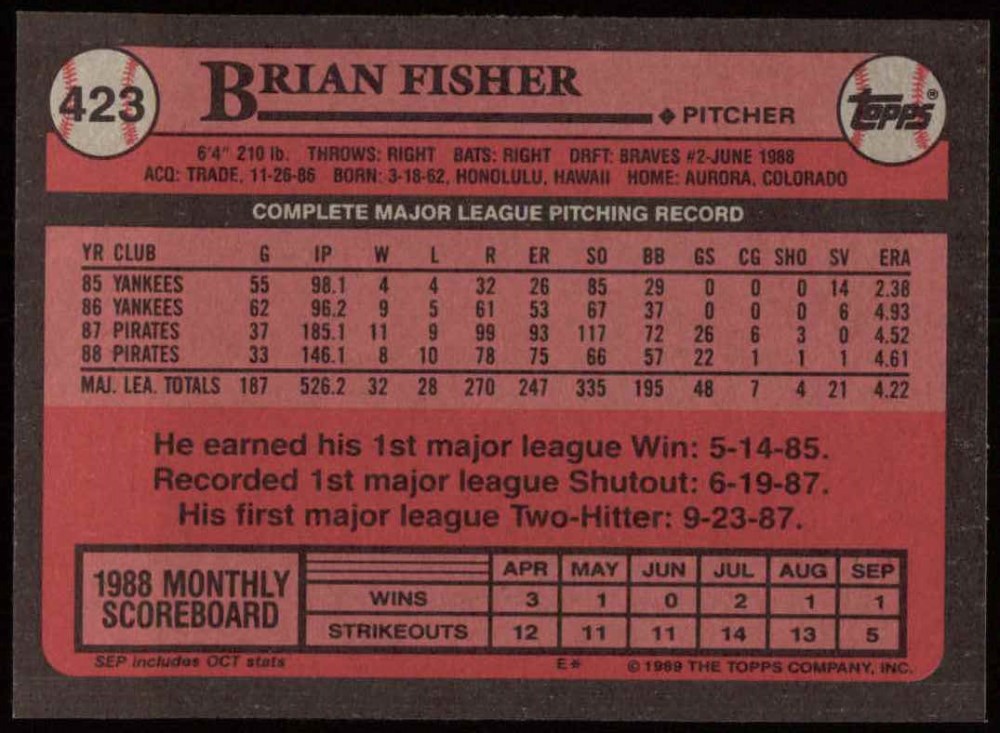 423
BRIAN FISHER
◆ PITCHER
TOPPS®
6'4" 210 lb. THROWS: RIGHT BATS: RIGHT DRFT: BRAVES #2-JUNE 1988
ACQ: TRADE, 11-26-86 BORN: 3-18-62, HONOLULU, HAWAII HOME: AURORA, COLORADO
COMPLETE MAJOR LEAGUE PITCHING RECORD
YR CLUB G IP W L R ER SO BB GS CG SHO SV ERA
85 YANKEES 55 98.1 4 4 32 26 85 29 0 0 0 14 2.38
86 YANKEES 62 96.2 9 5 61 53 67 37 0 0 0 6 4.93
87 PIRATES 37 185.1 11 9 99 93 117 72 26 6 3 0 4.52
88 PIRATES 33 146.1 8 10 78 75 66 57 22 1 1 1 4.61
MAJ. LEA. TOTALS 187 526.2 32 28 270 247 335 195 48 7 4 21 4.22
He earned his 1st major league Win: 5-14-85.
Recorded 1st major league Shutout: 6-19-87.
His first major league Two-Hitter: 9-23-87.
1988 MONTHLY SCOREBOARD
APR MAY JUN JUL AUG SEP
WINS 3 1 0 2 1 1
STRIKEOUTS 12 11 11 14 13 5
SEP includes OCT stats E* © 1989 THE TOPPS COMPANY, INC.